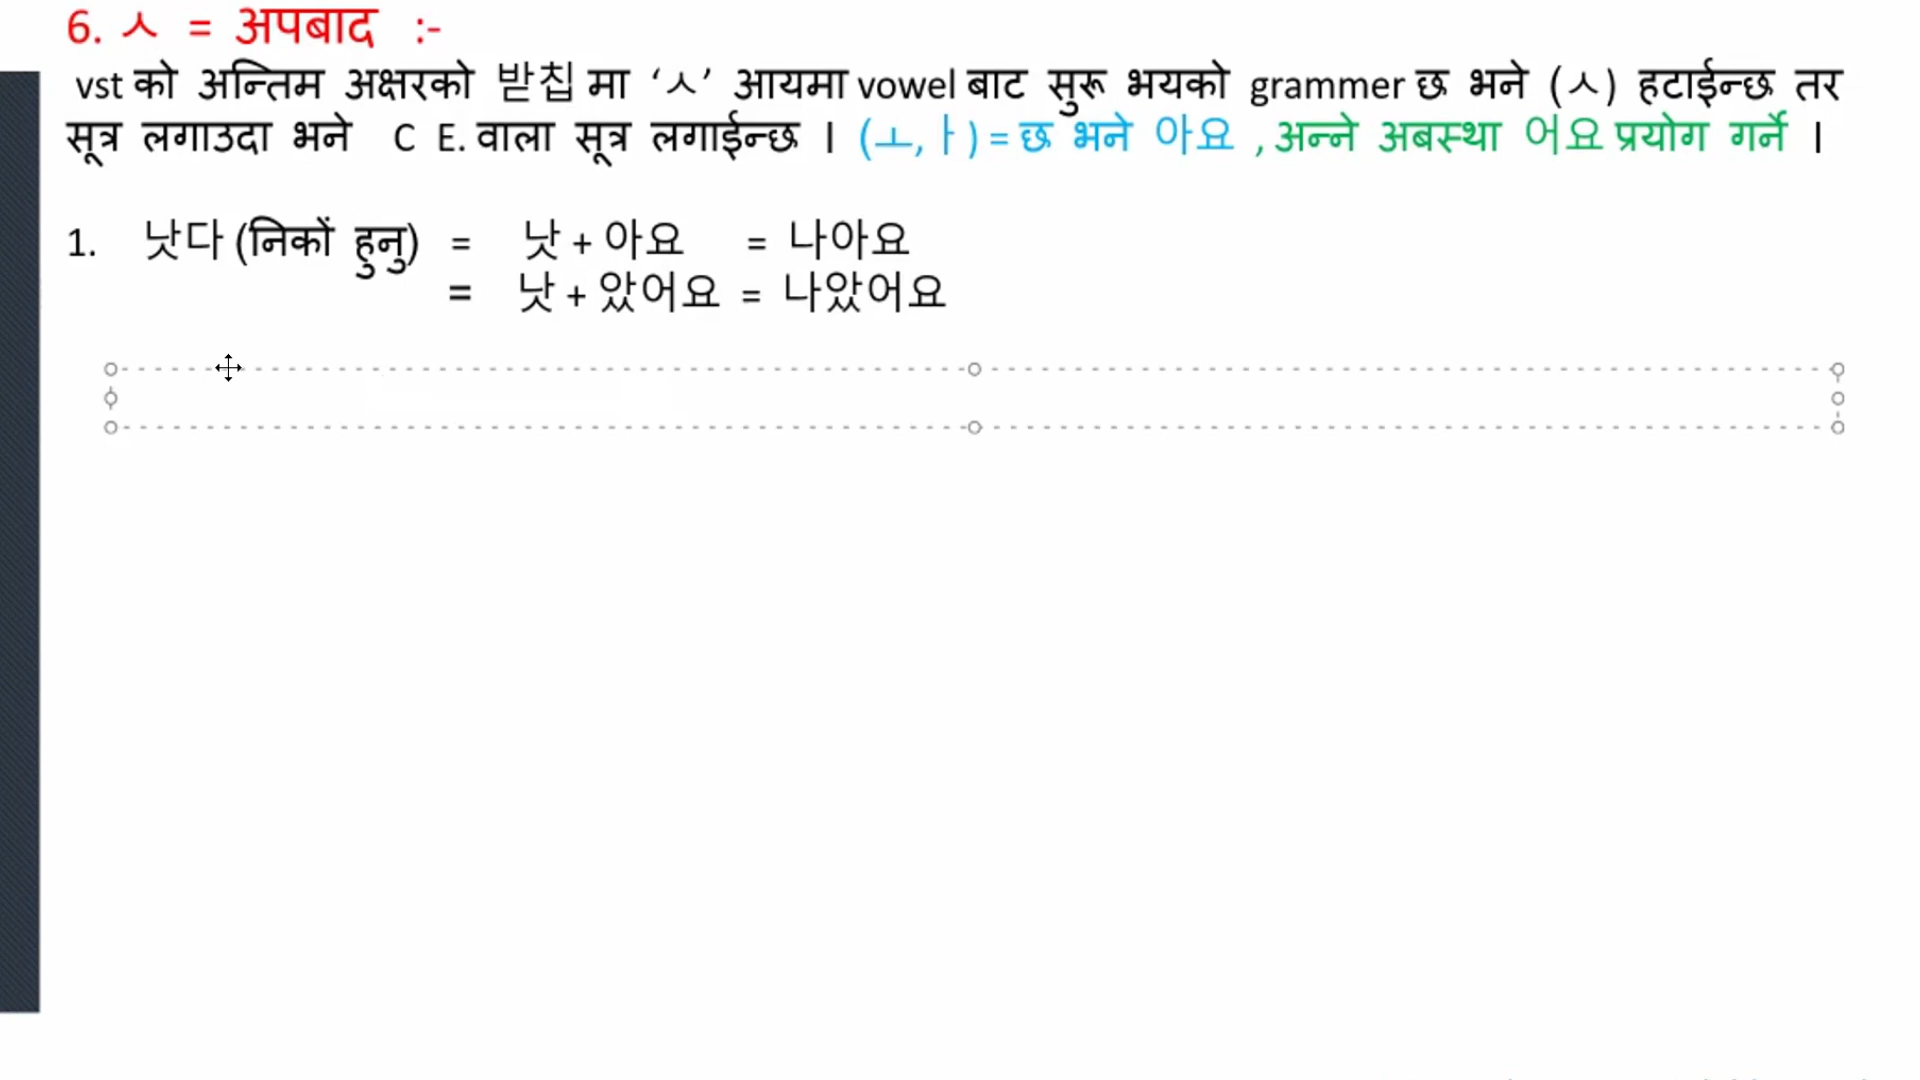 6. ㅅ = अपबाद :-
vst को अन्तिम अक्षरको 받침 मा ‘ㅅ’ आयमा vowel बाट सुरू भयको grammer छ भने (ㅅ) हटाईन्छ तर
सूत्र लगाउदा भने C E. वाला सूत्र लगाईन्छ । (ㅗ,ㅏ) = छ भने 아요 , अन्ने अबस्था 어요 प्रयोग गर्ने ।
1. 낫다 (निर्को हुनु) = 낫 + 아요 = 나아요
= 낫 + 았어요 = 나았어요